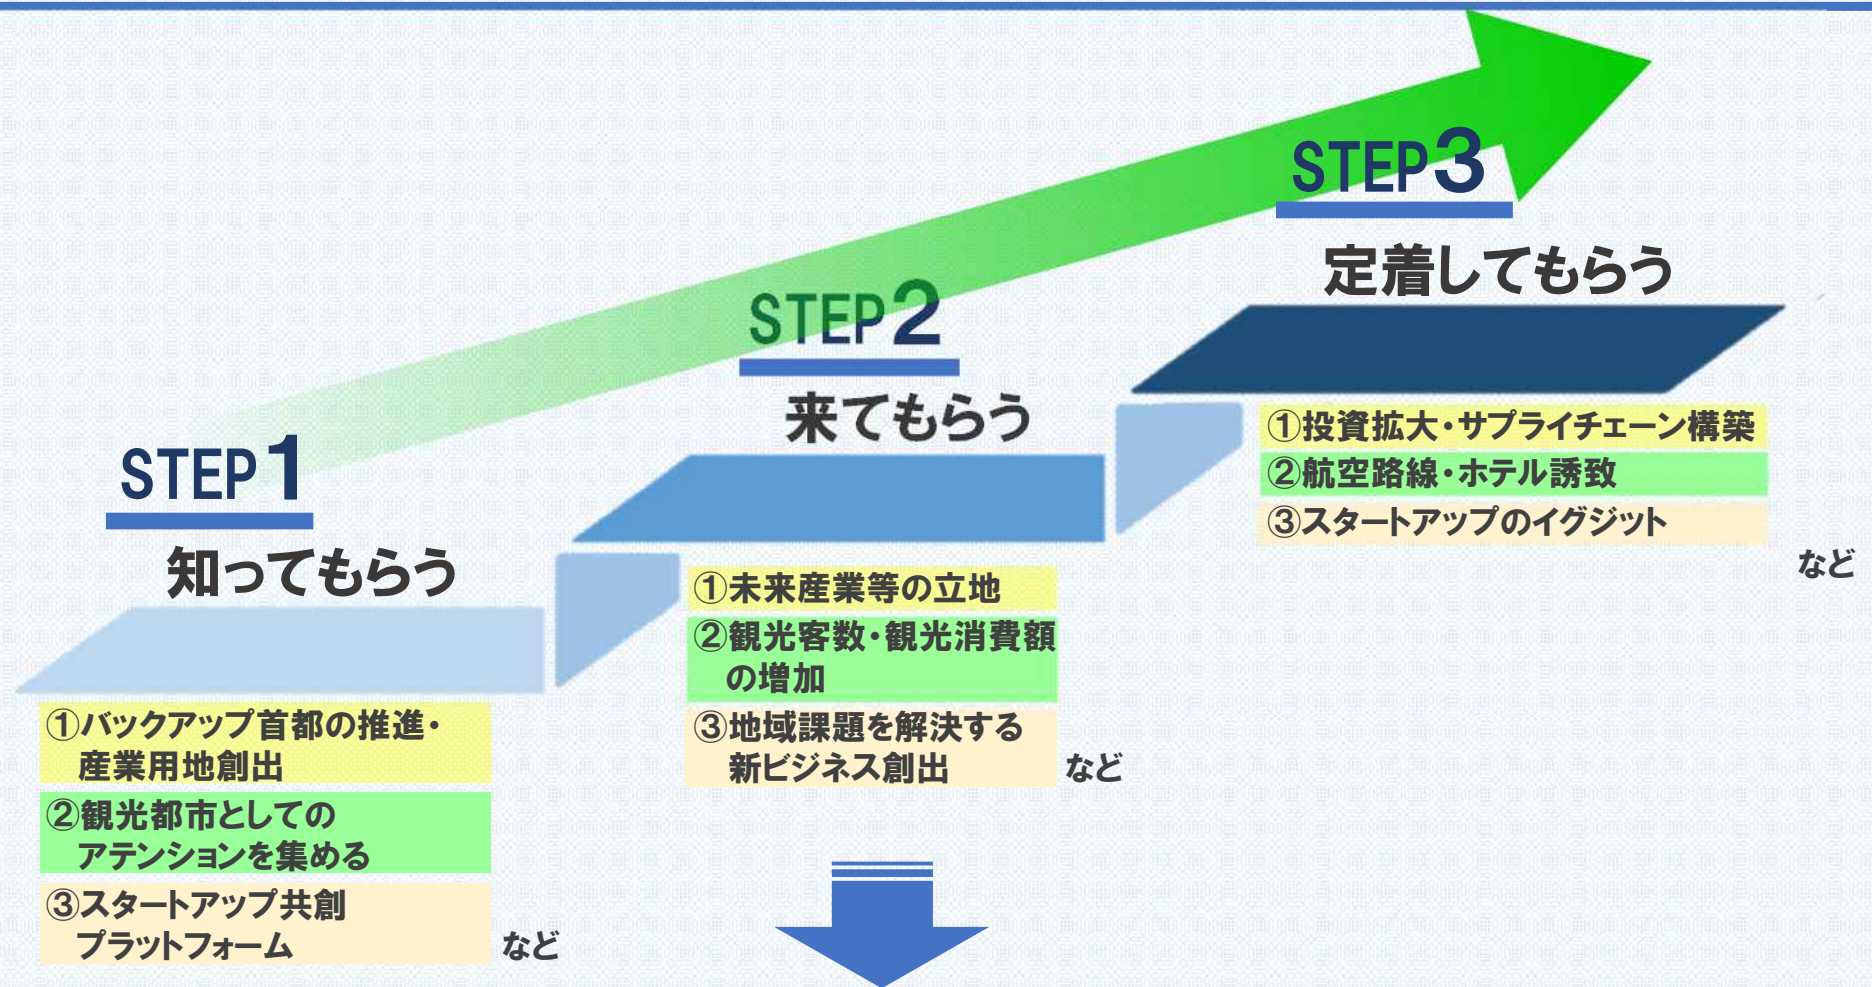 STEP1
知ってもらう
①バックアップ首都の推進・
産業用地創出
②観光都市としての
アテンションを集める
③スタートアップ共創
プラットフォーム
など
STEP2
来てもらう
①未来産業等の立地
②観光客数・観光消費額
の増加
③地域課題を解決する
新ビジネス創出
など
STEP3
定着してもらう
①投資拡大・サプライチェーン構築
②航空路線・ホテル誘致
③スタートアップのイグジット
など